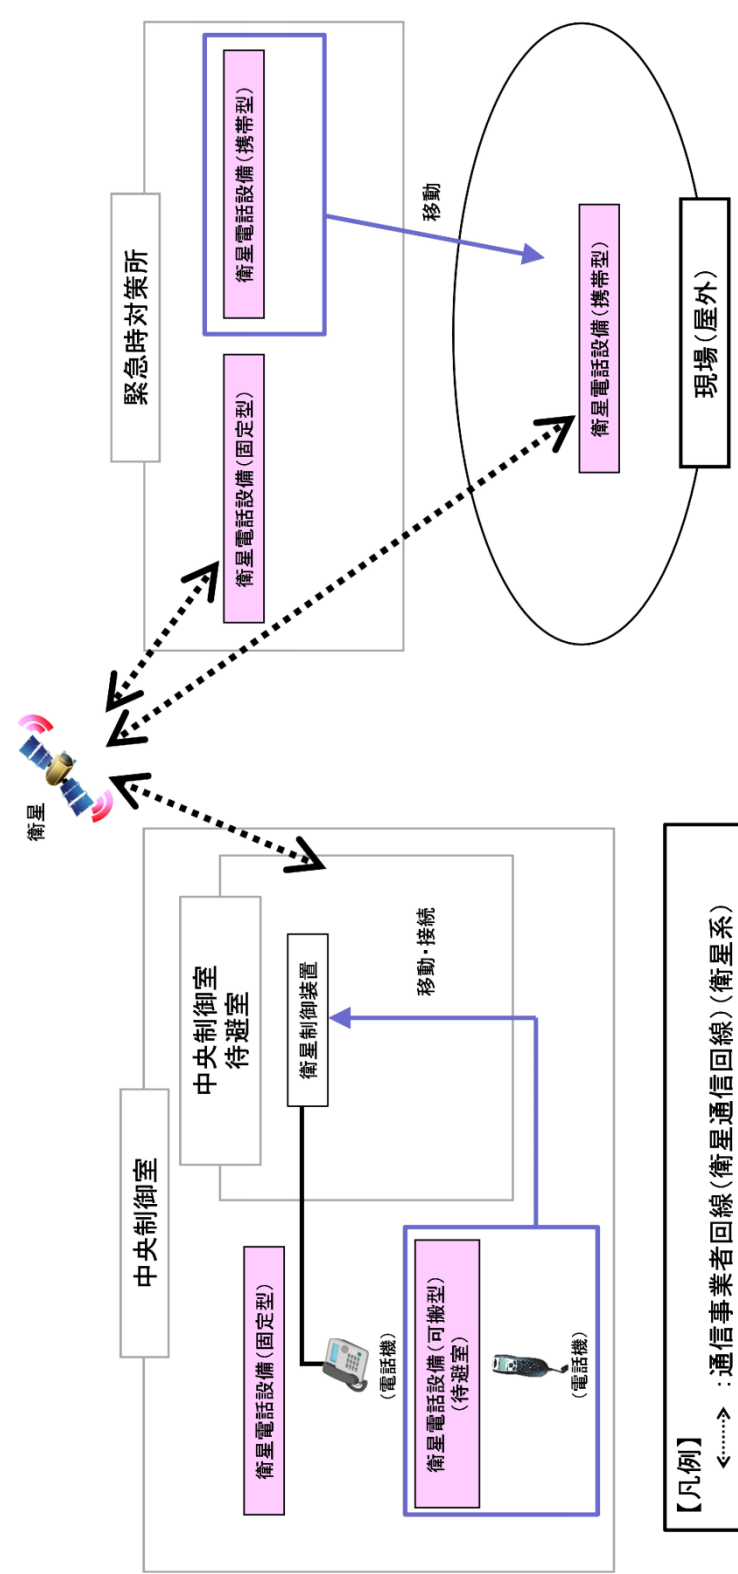 衛星
中央制御室
中央制御室
待避室
衛星電話設備(固定型)
衛星制御装置
(電話機)
移動・接続
衛星電話設備(可搬型)
(待避室)
(電話機)
緊急時対策所
衛星電話設備(固定型)
衛星電話設備(携帯型)
移動
衛星電話設備(携帯型)
現場(屋外)
【凡例】
:通信事業者回線(衛星通信回線)(衛星系)